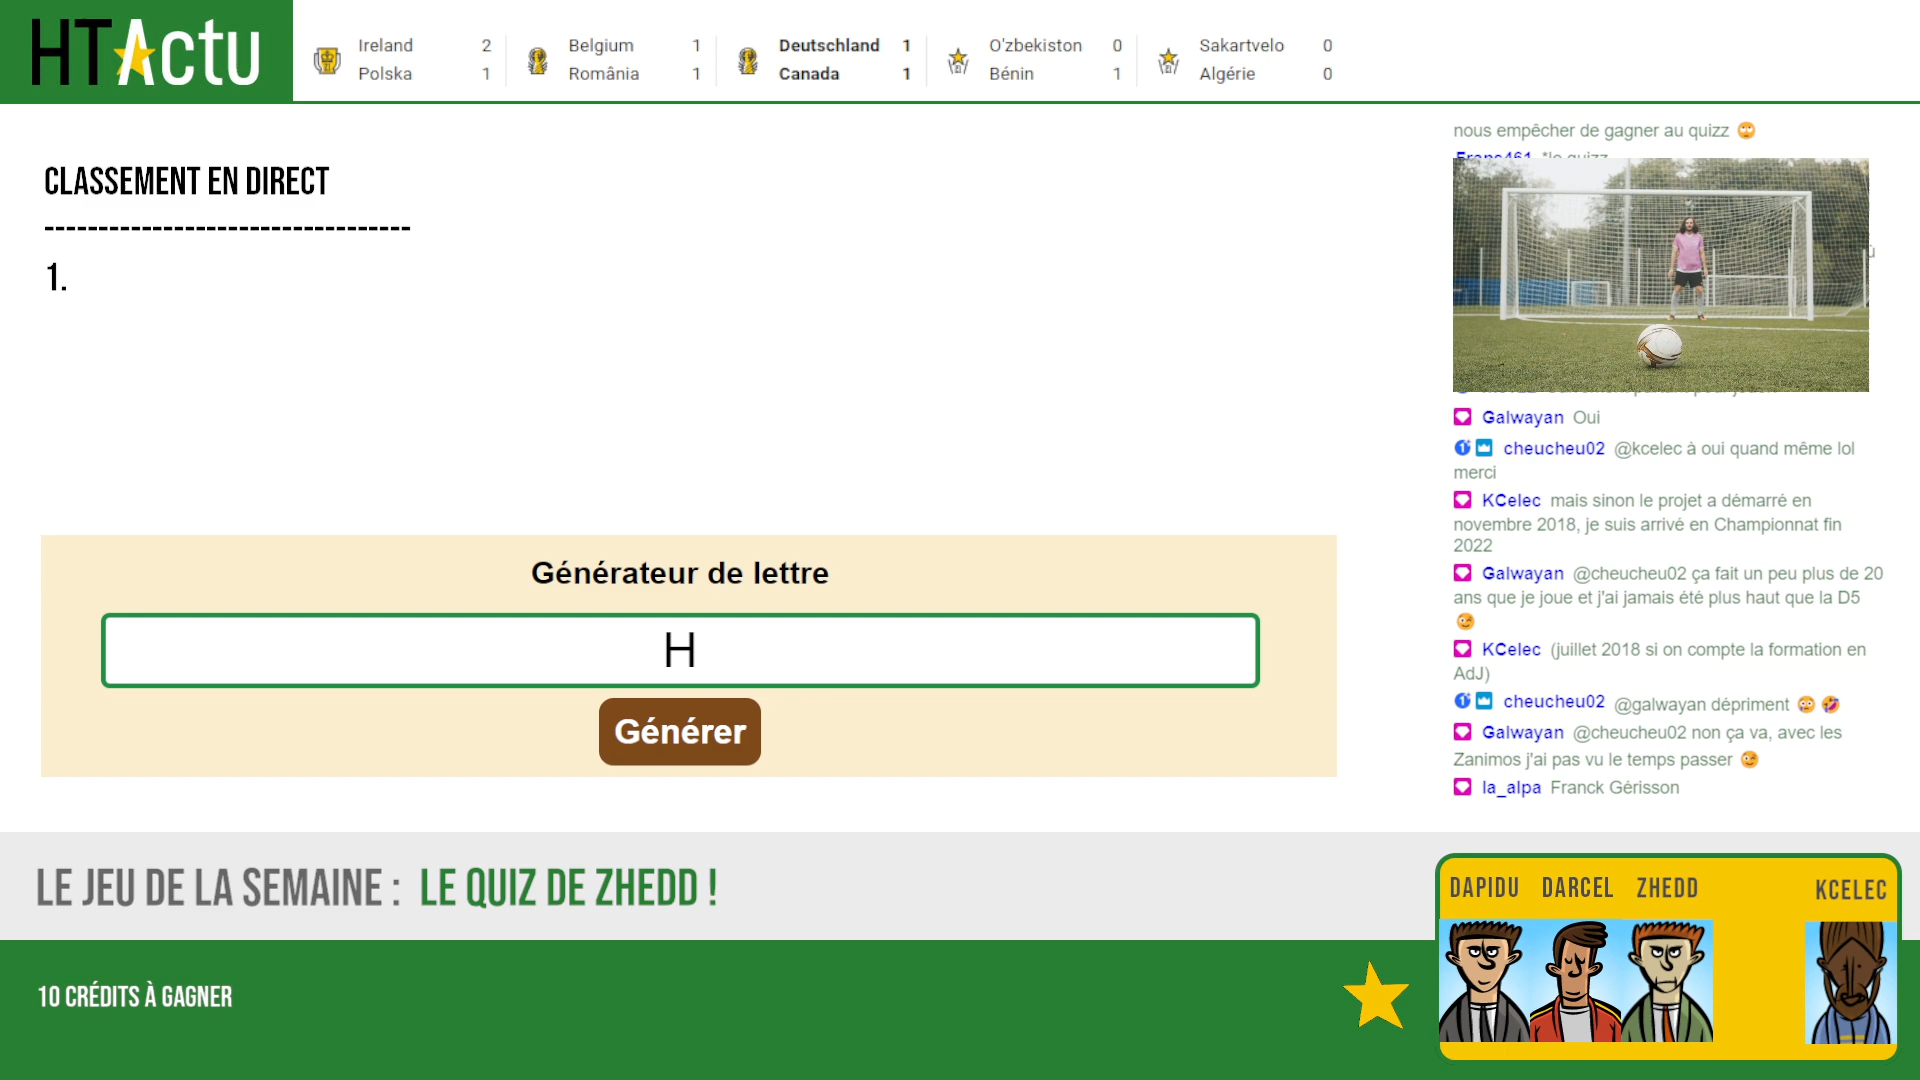 HTActu
Ireland 2
Polska 1
Belgium 1
România 1
Deutschland 1
Canada 1
O'zbekiston 0
Bénin 1
Sakartvelo 0
Algérie 0
CLASSEMENT EN DIRECT
----------------------------------
1.
Générateur de lettre
H
Générer
nous empêcher de gagner au quizz 🙄
Franc461 *le quizz
Galwayan Oui
cheucheu02 @kcelec à oui quand même lol
merci
KCelec mais sinon le projet a démarré en
novembre 2018, je suis arrivé en Championnat fin
2022
Galwayan @cheucheu02 ça fait un peu plus de 20
ans que je joue et j'ai jamais été plus haut que la D5
😉
KCelec (juillet 2018 si on compte la formation en
AdJ)
cheucheu02 @galwayan dépriment 😳 🤣
Galwayan @cheucheu02 non ça va, avec les
Zanimos j'ai pas vu le temps passer 😉
la_alpa Franck Gérisson
LE JEU DE LA SEMAINE : LE QUIZ DE ZHEDD !
10 CRÉDITS À GAGNER
DAPIDU DARCEL ZHEDD KCELEC